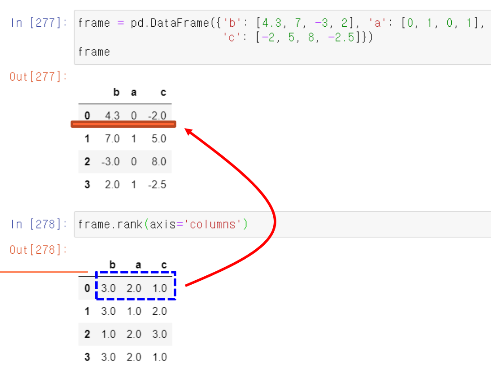 In [277]: frame = pd.DataFrame({'b': [4.3, 7, -3, 2], 'a': [0, 1, 0, 1],
'c': [-2, 5, 8, -2.5]})
frame
Out[277]:
b a c
0 4.3 0 -2.0
1 7.0 1 5.0
2 -3.0 0 8.0
3 2.0 1 -2.5
In [278]: frame.rank(axis='columns')
Out[278]:
b a c
0 3.0 2.0 1.0
1 3.0 1.0 2.0
2 1.0 2.0 3.0
3 3.0 2.0 1.0